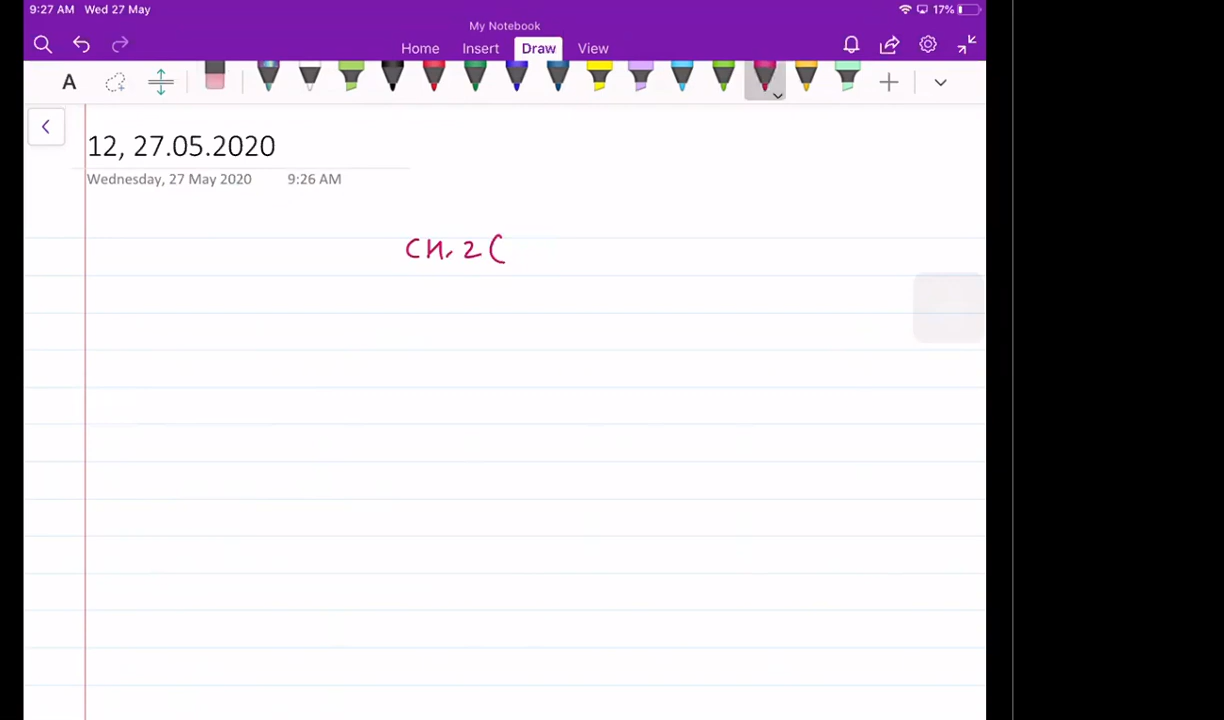 9:27 AM Wed 27 May 17%
My Notebook
Home Insert Draw View
A
12, 27.05.2020
Wednesday, 27 May 2020 9:26 AM
CH. 2 (